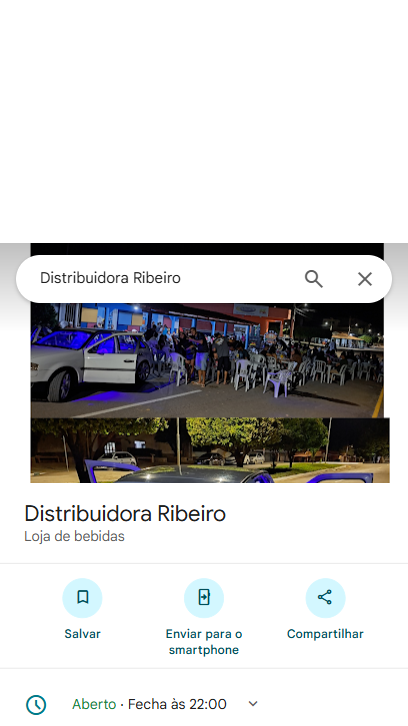 Distribuidora Ribeiro
Distribuidora Ribeiro
Loja de bebidas
Salvar
Enviar para o
smartphone
Compartilhar
Aberto · Fecha às 22:00